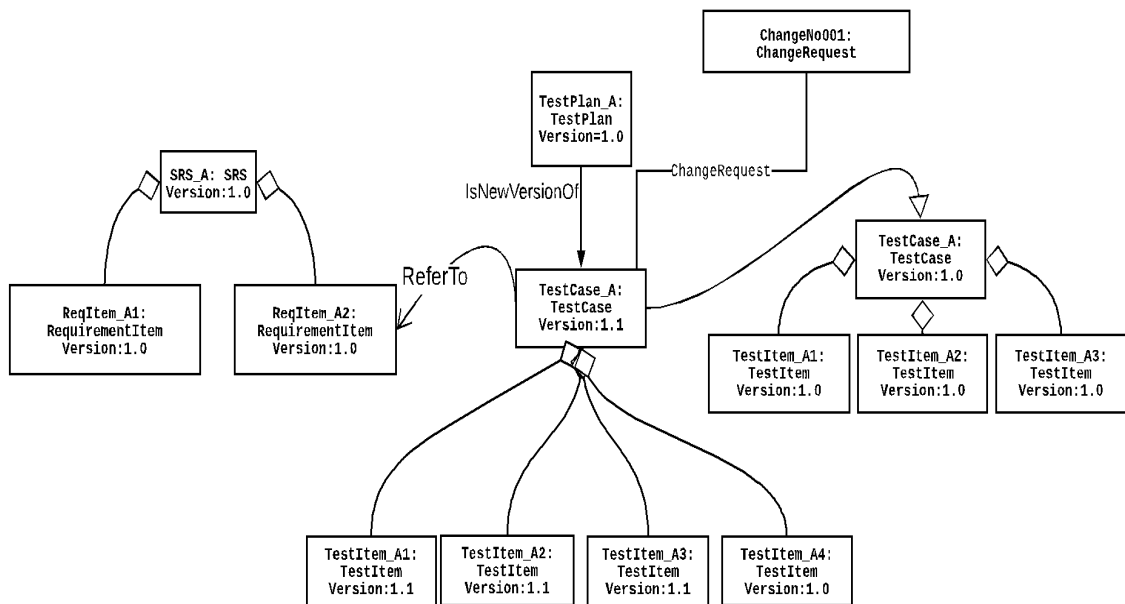 ChangeNo001:
ChangeRequest
TestPlan_A:
TestPlan
Version=1.0
ChangeRequest
SRS_A: SRS
Version:1.0
IsNewVersionOf
TestCase_A:
TestCase
Version:1.0
ReferTo
TestCase_A:
TestCase
Version:1.1
ReqItem_A1:
RequirementItem
Version:1.0
ReqItem_A2:
RequirementItem
Version:1.0
TestItem_A1:
TestItem
Version:1.0
TestItem_A2:
TestItem
Version:1.0
TestItem_A3:
TestItem
Version:1.0
TestItem_A1:
TestItem
Version:1.1
TestItem_A2:
TestItem
Version:1.1
TestItem_A3:
TestItem
Version:1.1
TestItem_A4:
TestItem
Version:1.0